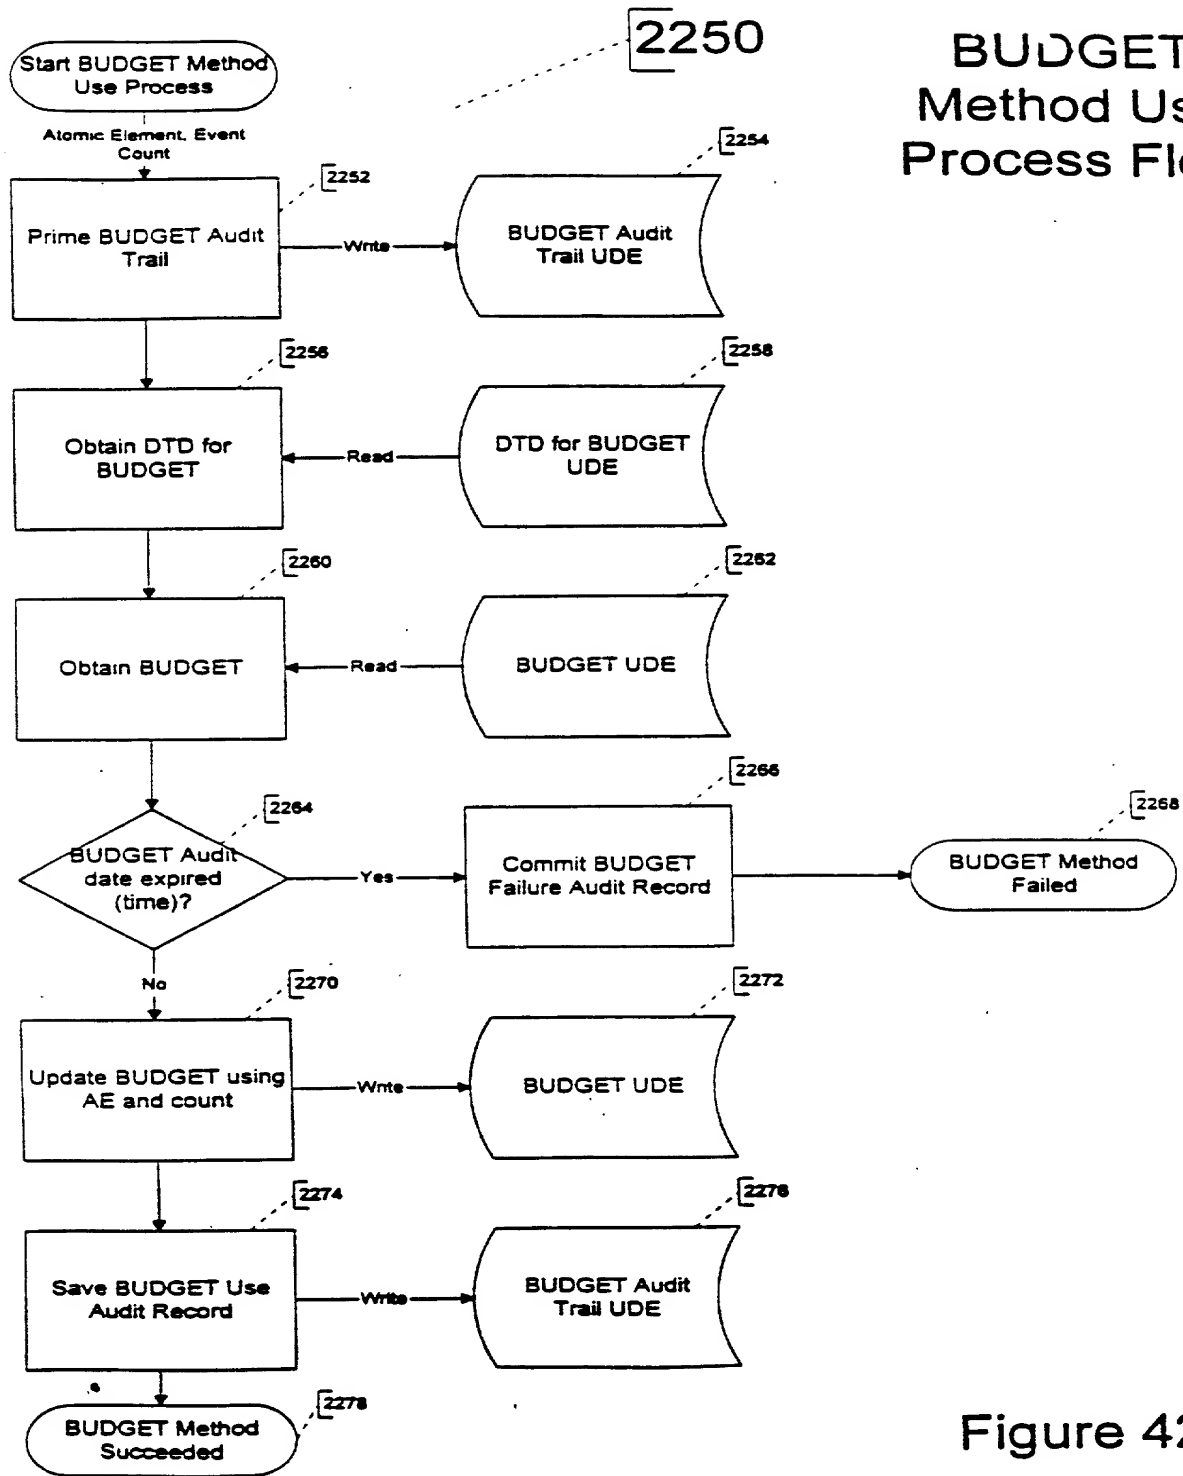 2250
BUDGET
Method Us
Process Flo
Start BUDGET Method
Use Process
Atomic Element, Event
Count
2252
2254
Prime BUDGET Audit
Trail
Write
BUDGET Audit
Trail UDE
2256
2258
Obtain DTD for
BUDGET
Read
DTD for BUDGET
UDE
2260
2262
Obtain BUDGET
Read
BUDGET UDE
2264
2266
2268
BUDGET Audit
date expired
(time)?
Yes
Commit BUDGET
Failure Audit Record
BUDGET Method
Failed
No
2270
2272
Update BUDGET using
AE and count
Write
BUDGET UDE
2274
2276
Save BUDGET Use
Audit Record
Write
BUDGET Audit
Trail UDE
2278
BUDGET Method
Succeeded
Figure 42